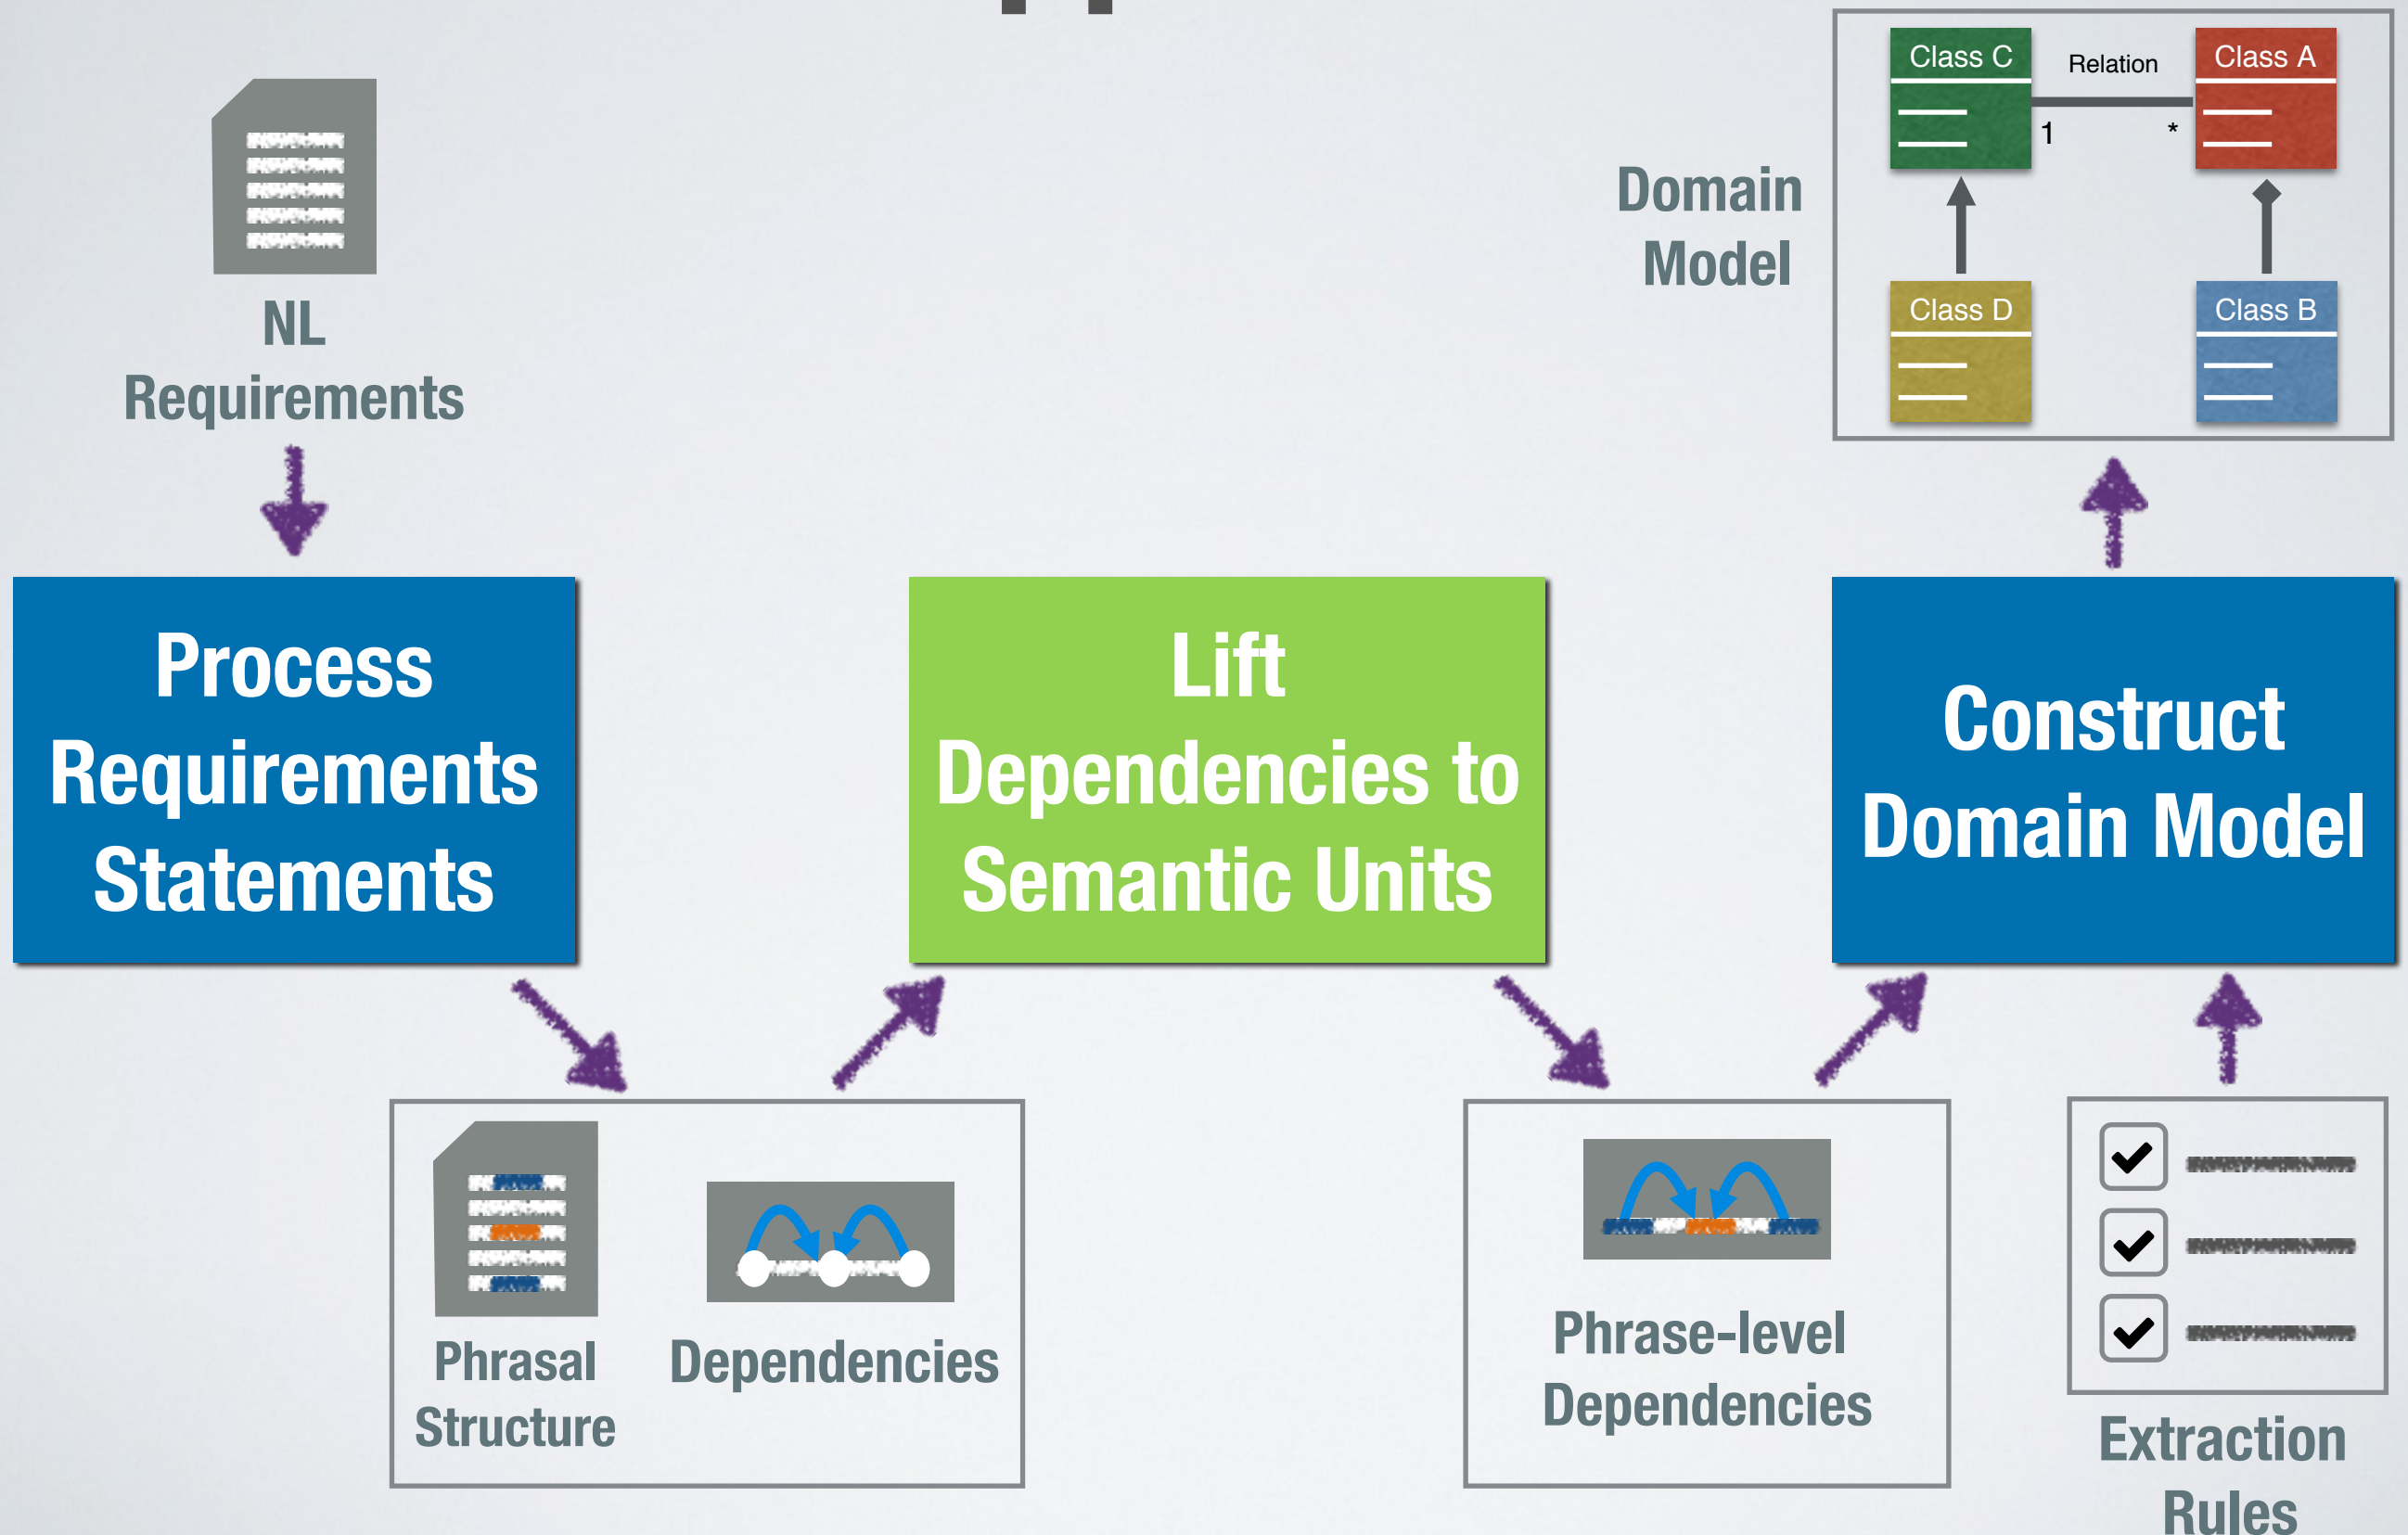 NL
Requirements
Domain
Model
Class C
Relation
Class A
1
*
Class D
Class B
Process
Requirements
Statements
Lift
Dependencies to
Semantic Units
Construct
Domain Model
Phrasal
Structure
Dependencies
Phrase-level
Dependencies
Extraction
Rules